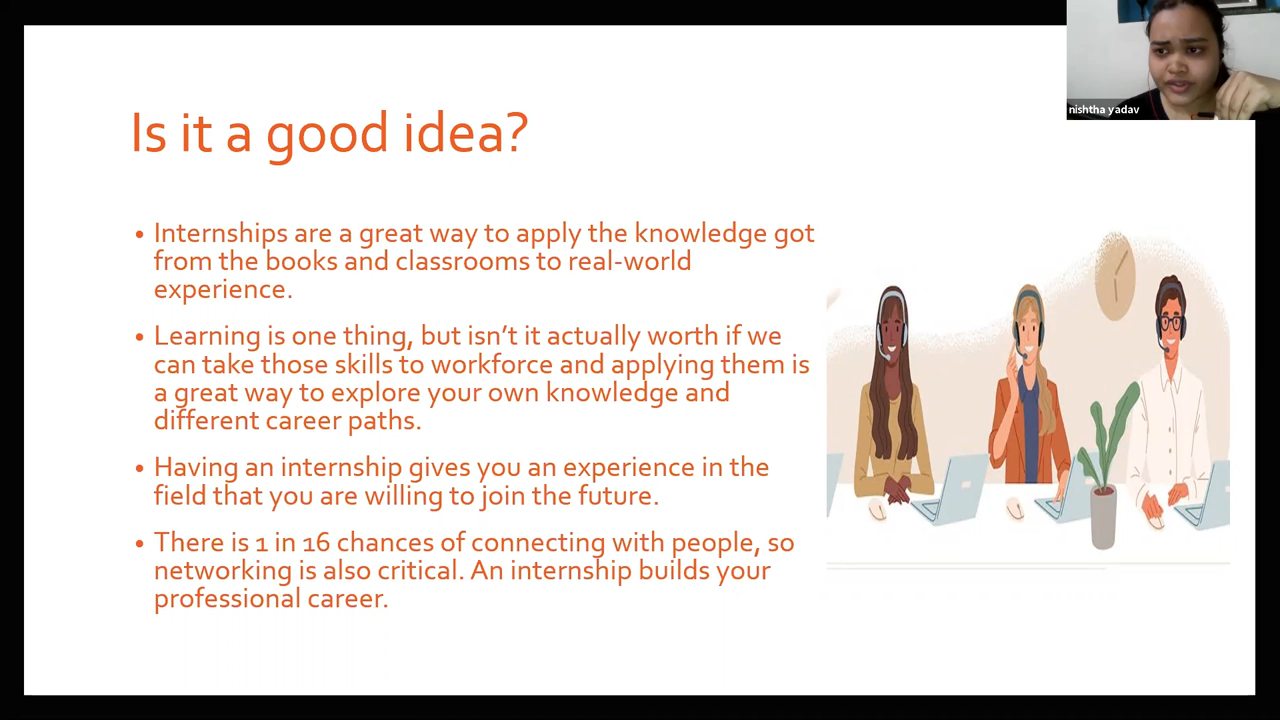 nishtha yadav
Is it a good idea?
• Internships are a great way to apply the knowledge got
from the books and classrooms to real-world
experience.
• Learning is one thing, but isn't it actually worth if we
can take those skills to workforce and applying them is
a great way to explore your own knowledge and
different career paths.
• Having an internship gives you an experience in the
field that you are willing to join the future.
• There is 1 in 16 chances of connecting with people, so
networking is also critical. An internship builds your
professional career.